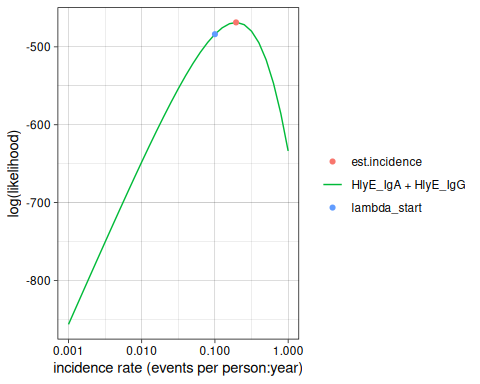 log(likelihood)
-500
-600
-700
-800
0.001
0.010
0.100
1.000
incidence rate (events per person:year)
est.incidence
HlyE_IgA + HlyE_IgG
lambda_start